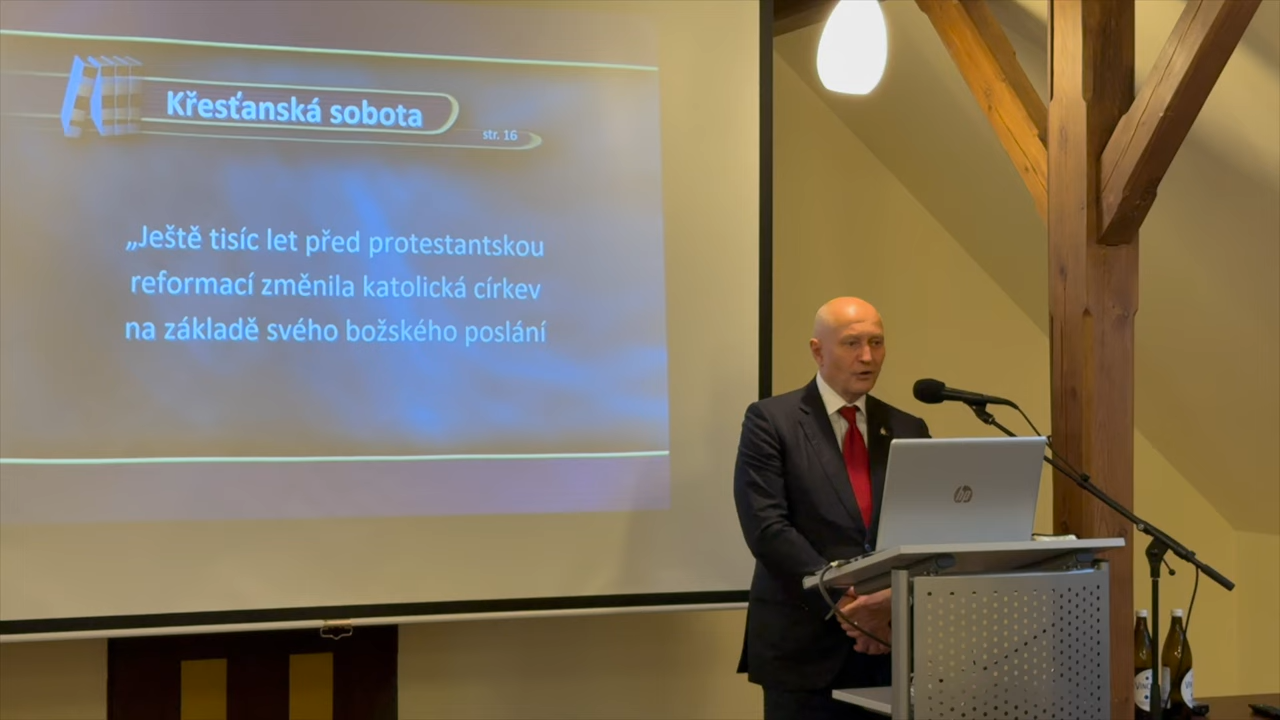 Křesťanská sobota
str. 16
„Ještě tisíc let před protestantskou
reformací změnila katolická církev
na základě svého božského poslání
hp